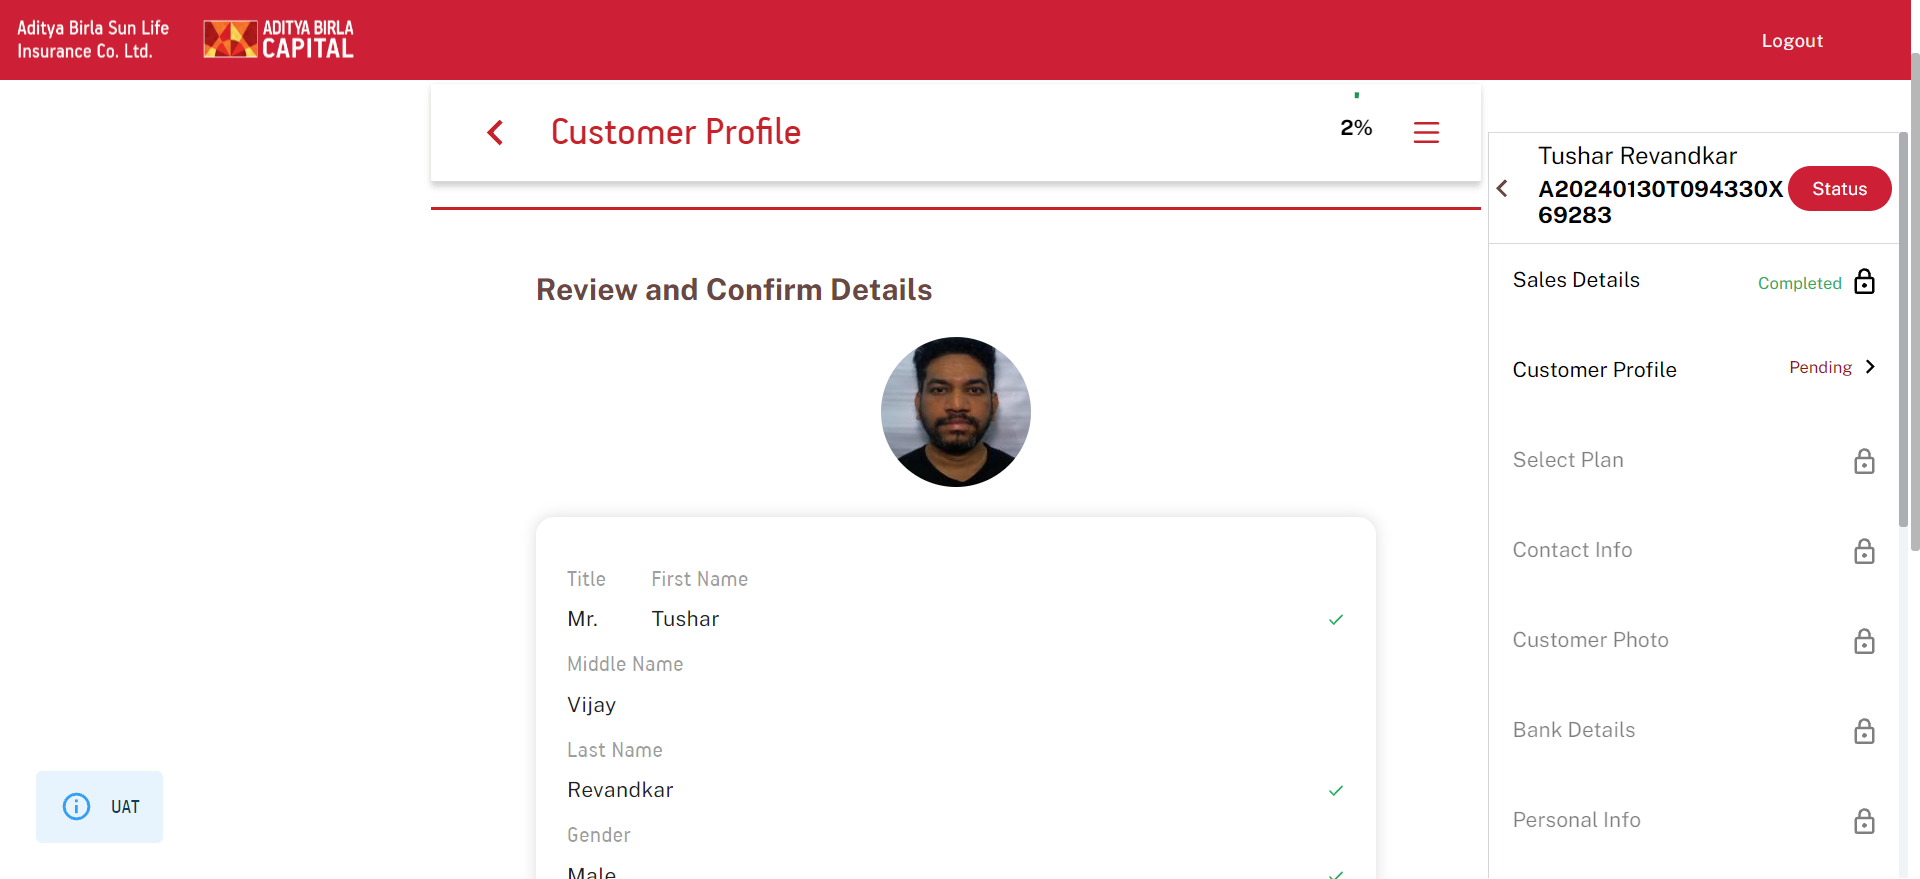 Aditya Birla Sun Life
Insurance Co. Ltd.
ADITYA BIRLA
CAPITAL
Logout
Customer Profile
2%
Review and Confirm Details
Title First Name
Mr. Tushar
Middle Name
Vijay
Last Name
Revandkar
Gender
Male
Tushar Revandkar
A20240130T094330X
69283
Status
Sales Details Completed
Customer Profile Pending
Select Plan
Contact Info
Customer Photo
Bank Details
Personal Info
UAT